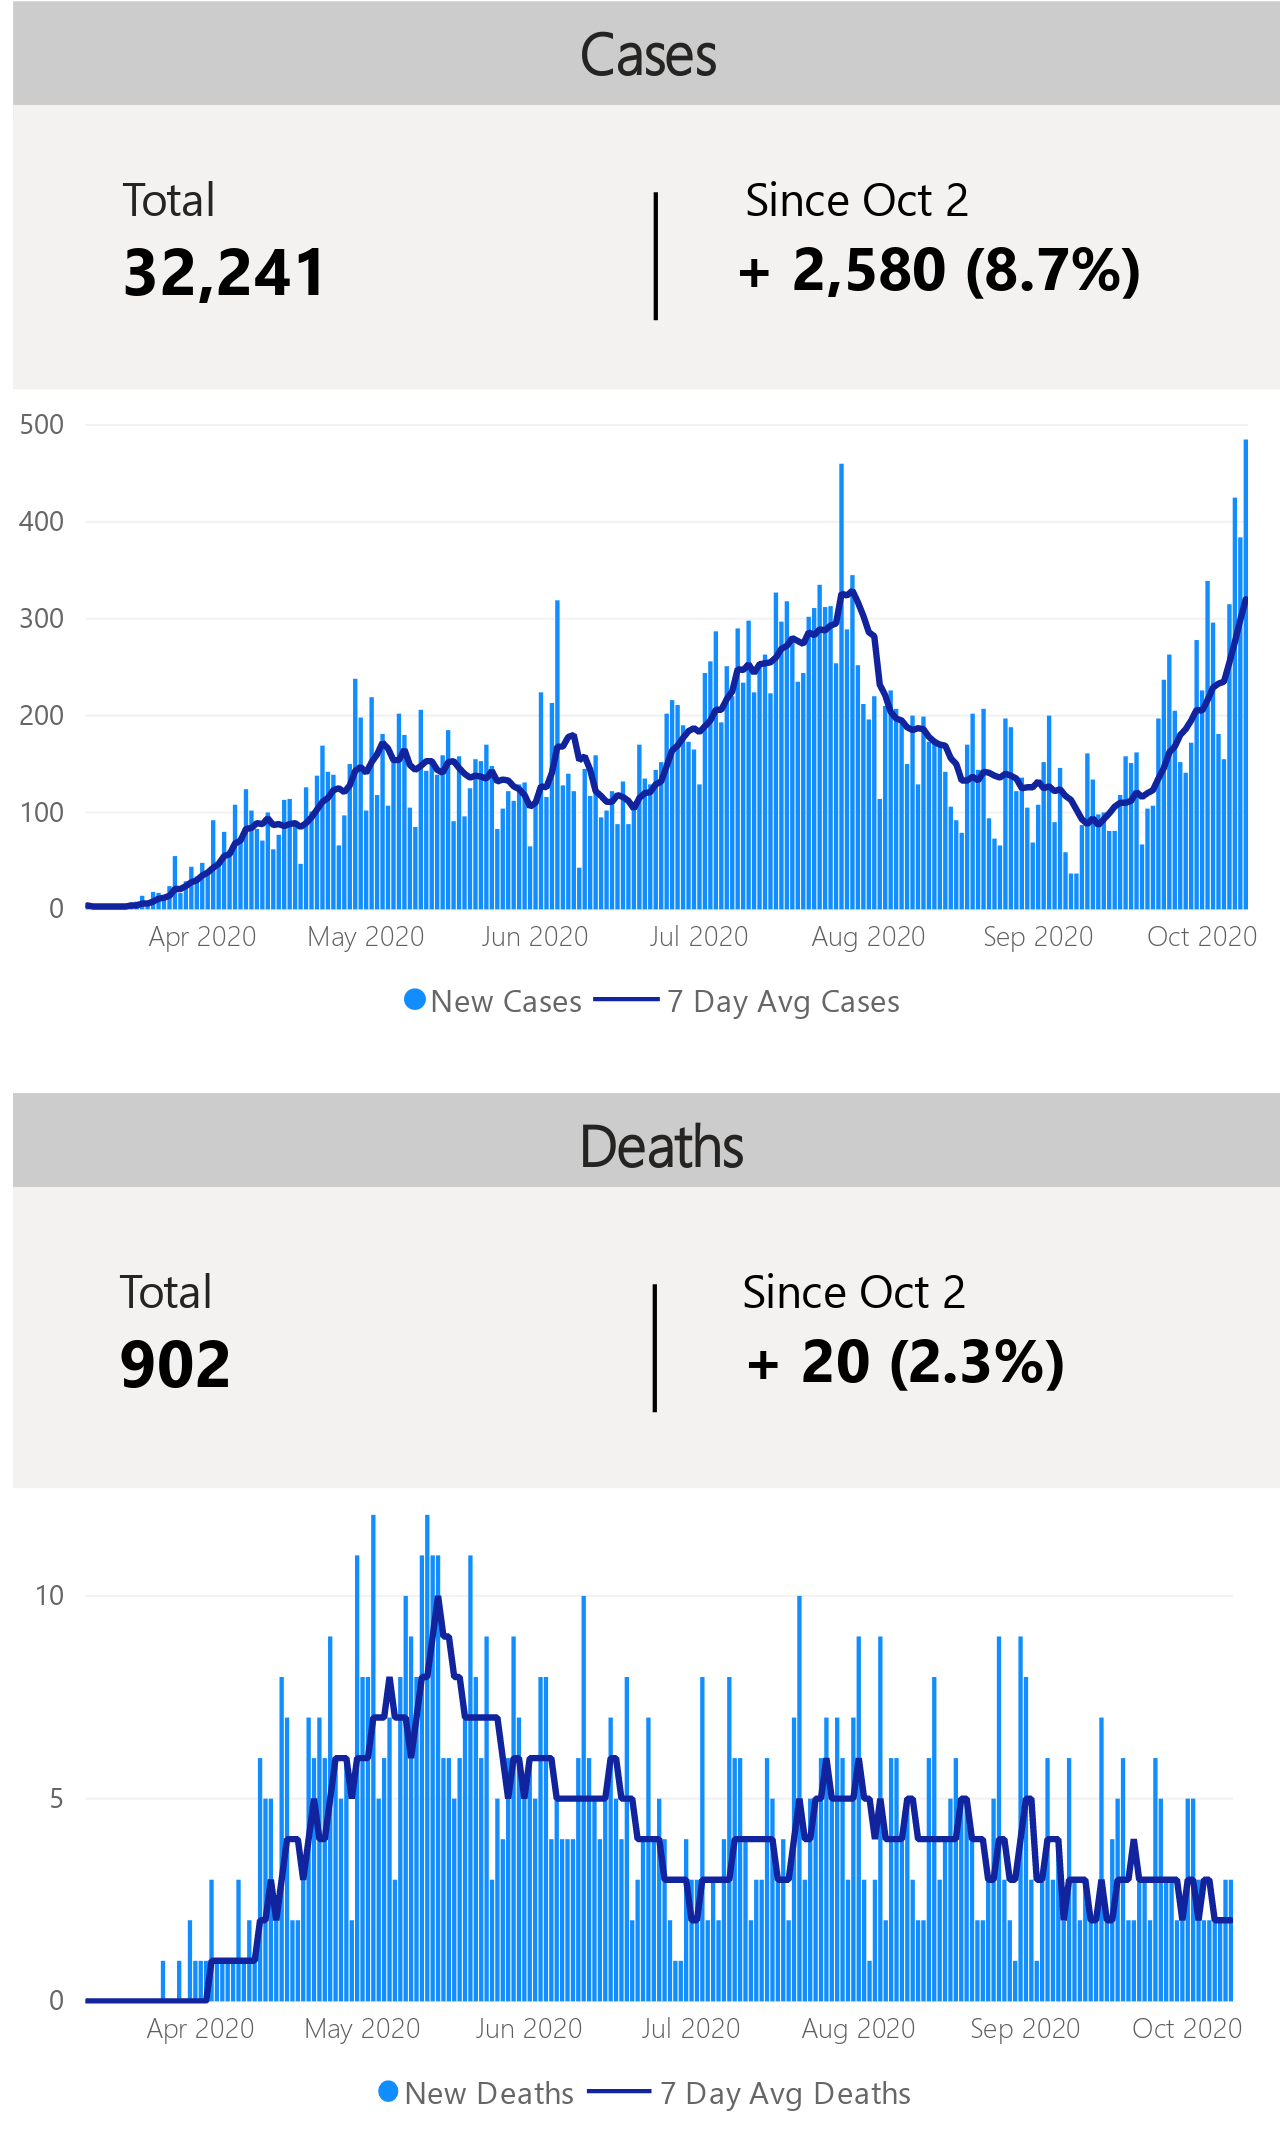 Cases
Total
Since Oct 2
32,241
+ 2,580 (8.7%)
500
400
300
200
100
0
Apr 2020
May 2020
Jun 2020
Jul 2020
Aug 2020
Sep 2020
Oct 2020
New Cases
7 Day Avg Cases
Deaths
Total
Since Oct 2
902
+ 20 (2.3%)
10
5
0
Apr 2020
May 2020
Jun 2020
Jul 2020
Aug 2020
Sep 2020
Oct 2020
New Deaths
7 Day Avg Deaths